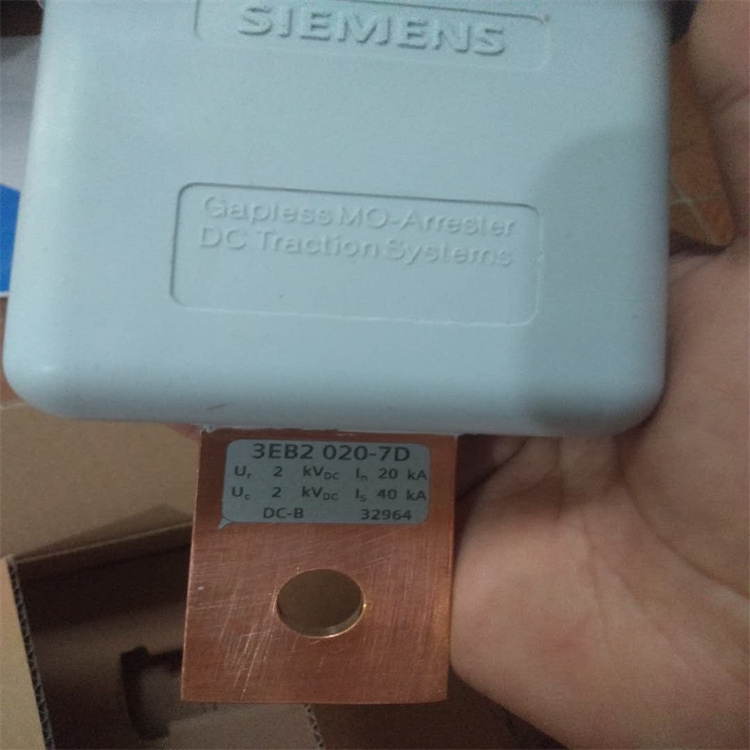 SIEMENS
Gapless MO-Arrester
DC Traction Systems
3EB2 020-7D
Ur 2 kVDC In 20 kA
Uc 2 kVDC Is 40 kA
DC-B 32964